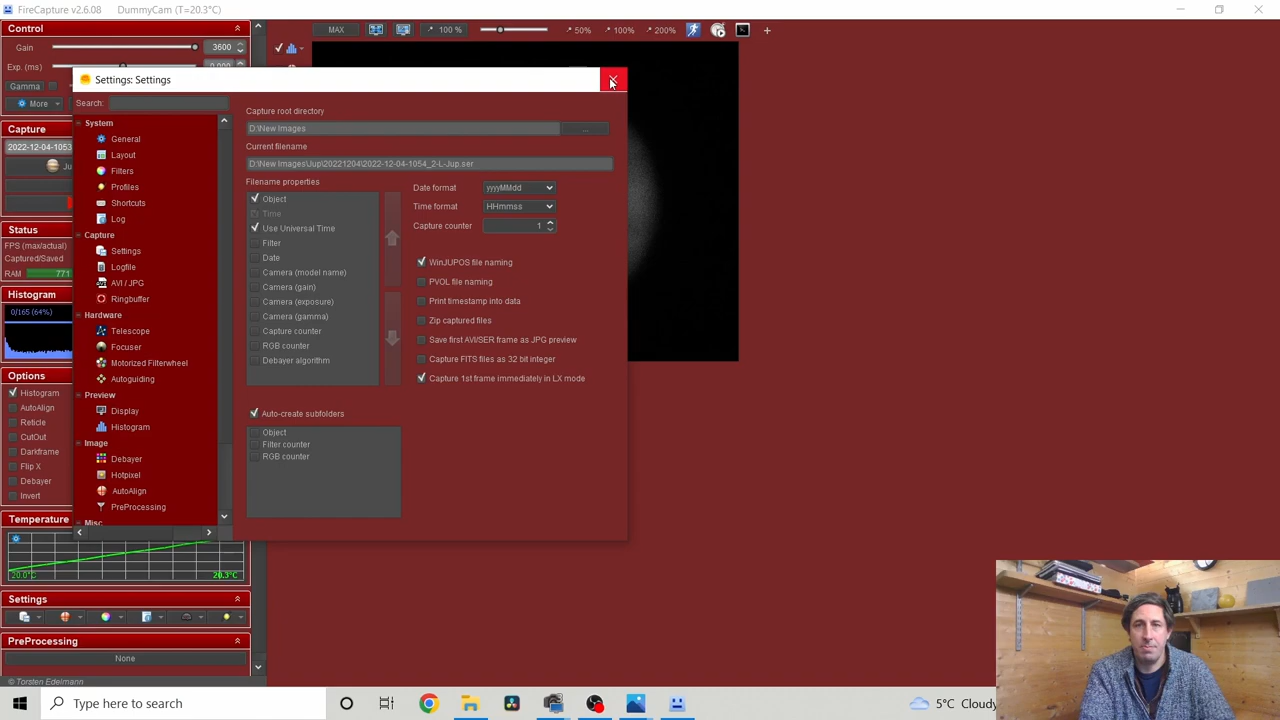 FireCapture v2.6.08 DummyCam (T=20.3°C)
Control
Gain 3600
Exp. (ms)
Gamma
More
MAX 100 % 50% 100% 200% +
Capture
2022-12-04-1053
Ju
Status
FPS (max/actual)
Captured/Saved
RAM 771
Histogram
0/165 (64%)
Options
Histogram
AutoAlign
Reticle
CutOut
Darkframe
Flip X
Debayer
Invert
Temperature
20.0°C 20.3°C
Settings
PreProcessing
None
© Torsten Edelmann
Settings: Settings
Search:
System
General
Layout
Filters
Profiles
Shortcuts
Log
Capture
Settings
Logfile
AVI / JPG
Ringbuffer
Hardware
Telescope
Focuser
Motorized Filterwheel
Autoguiding
Preview
Display
Histogram
Image
Debayer
Hotpixel
AutoAlign
PreProcessing
Misc
Capture root directory
D:\New Images ...
Current filename
D:\New Images\Jup\20221204\2022-12-04-1054_2-L-Jup.ser
Filename properties
Object
Time
Use Universal Time
Filter
Date
Camera (model name)
Camera (gain)
Camera (exposure)
Camera (gamma)
Capture counter
RGB counter
Debayer algorithm
Date format yyyyMMdd
Time format HHmmss
Capture counter 1
WinJUPOS file naming
PVOL file naming
Print timestamp into data
Zip captured files
Save first AVI/SER frame as JPG preview
Capture FITS files as 32 bit integer
Capture 1st frame immediately in LX mode
Auto-create subfolders
Object
Filter counter
RGB counter
Type here to search
5°C Cloudy